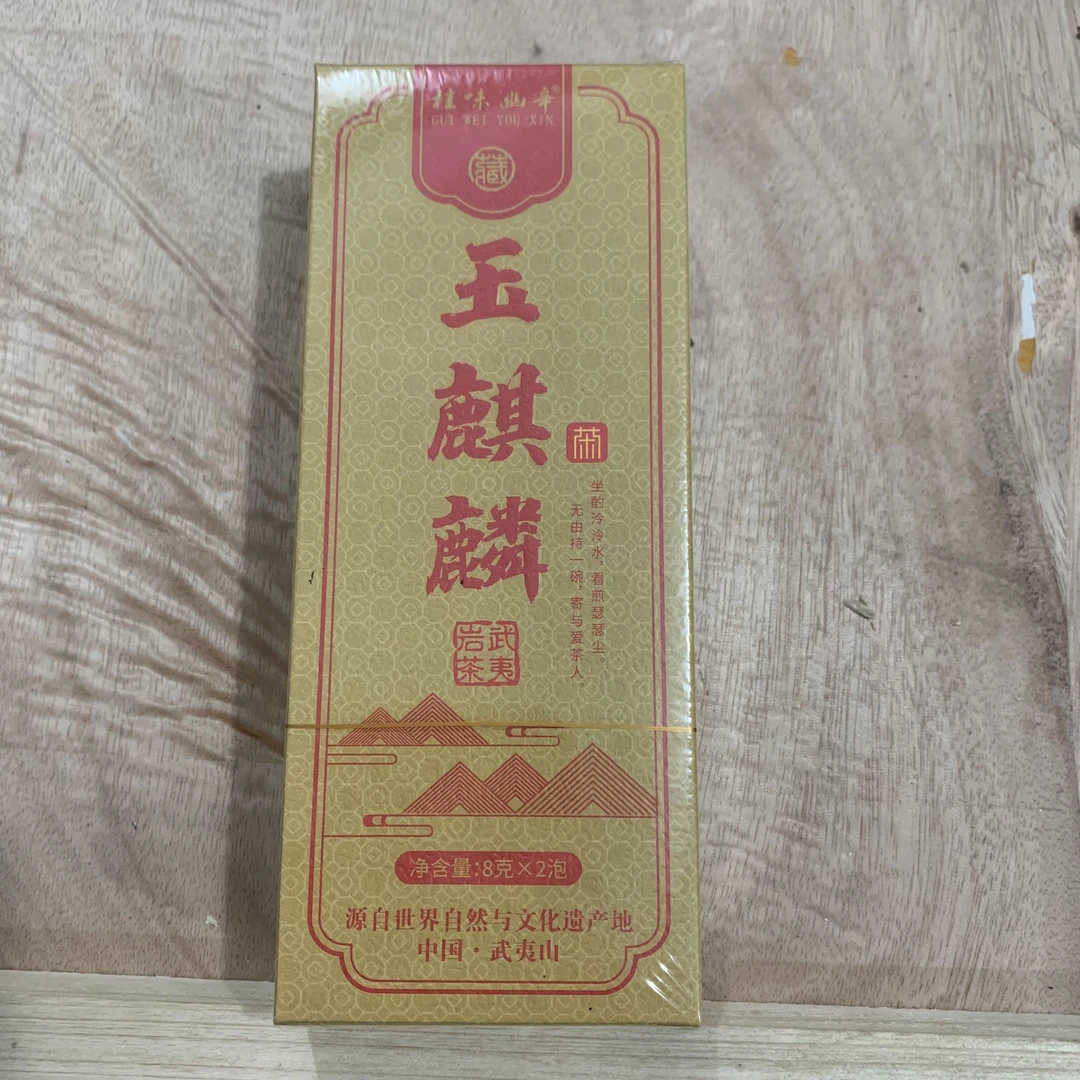 桂味幽辛®
GUI WEI YOU XIN
藏
玉麒麟
茶
坐酌泠泠水，看煎瑟瑟尘。
无由持一碗，寄与爱茶人。
武夷
岩茶
净含量:8克×2泡
源自世界自然与文化遗产地
中国·武夷山